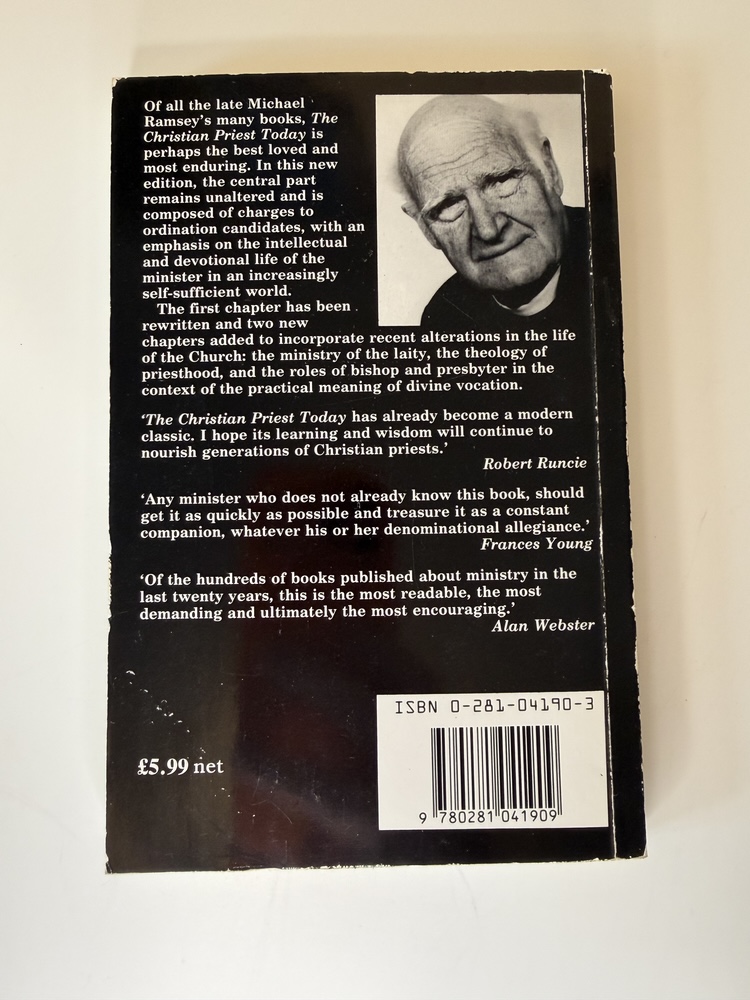 Of all the late Michael
Ramsey's many books, The
Christian Priest Today is
perhaps the best loved and
most enduring. In this new
edition, the central part
remains unaltered and is
composed of charges to
ordination candidates, with an
emphasis on the intellectual
and devotional life of the
minister in an increasingly
self-sufficient world.
The first chapter has been
rewritten and two new
chapters added to incorporate recent alterations in the life
of the Church: the ministry of the laity, the theology of
priesthood, and the roles of bishop and presbyter in the
context of the practical meaning of divine vocation.
'The Christian Priest Today has already become a modern
classic. I hope its learning and wisdom will continue to
nourish generations of Christian priests.'
Robert Runcie
'Any minister who does not already know this book, should
get it as quickly as possible and treasure it as a constant
companion, whatever his or her denominational allegiance.'
Frances Young
'Of the hundreds of books published about ministry in the
last twenty years, this is the most readable, the most
demanding and ultimately the most encouraging.'
Alan Webster
ISBN 0-281-04190-3
£5.99 net
9 780281 041909